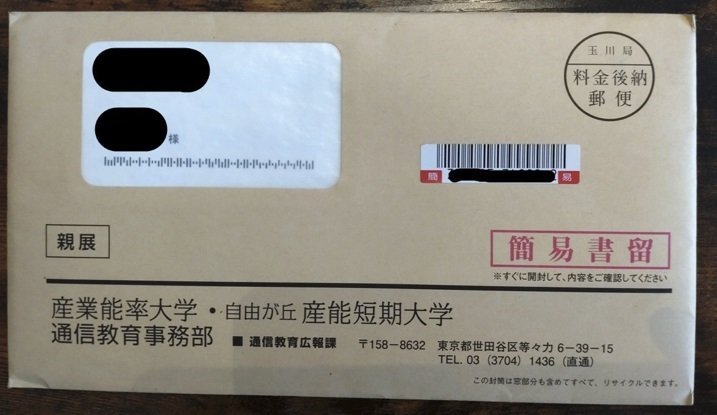 玉川局
料金後納
郵便
様
簡 易
親展
簡易書留
※すぐに開封して、内容をご確認してください
産業能率大学・自由が丘 産能短期大学
通信教育事務部 ■ 通信教育広報課 〒158-8632 東京都世田谷区等々力6-39-15
TEL. 03 (3704) 1436 (直通)
この封筒は窓部分も含めてすべて、リサイクルできます。